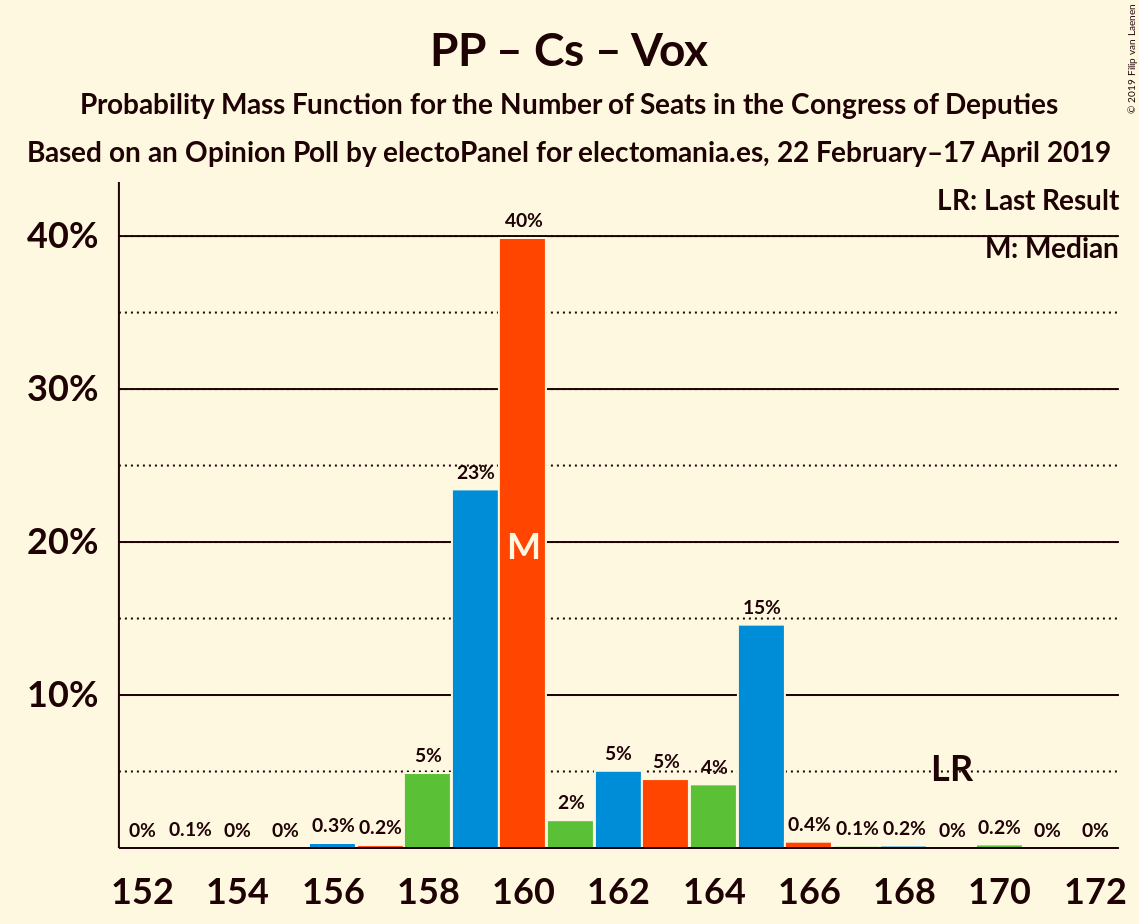 PP – Cs – Vox
Probability Mass Function for the Number of Seats in the Congress of Deputies
Based on an Opinion Poll by electoPanel for electomania.es, 22 February–17 April 2019
© 2019 Filip van Laenen
LR: Last Result
M: Median
40%
30%
20%
10%
0%
0.1%
0%
0%
0.3%
0.2%
5%
23%
40%
2%
5%
5%
4%
15%
0.4%
0.1%
0.2%
0%
0.2%
0%
0%
M
LR
152 154 156 158 160 162 164 166 168 170 172